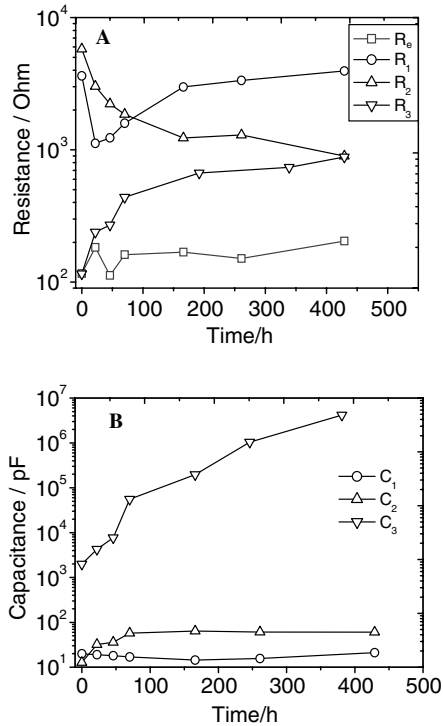 A
R_e
R_1
R_2
R_3
10^4
10^3
10^2
Resistance / Ohm
0 100 200 300 400 500
Time/h
B
C_1
C_2
C_3
10^7
10^6
10^5
10^4
10^3
10^2
10^1
Capacitance / pF
0 100 200 300 400 500
Time/h